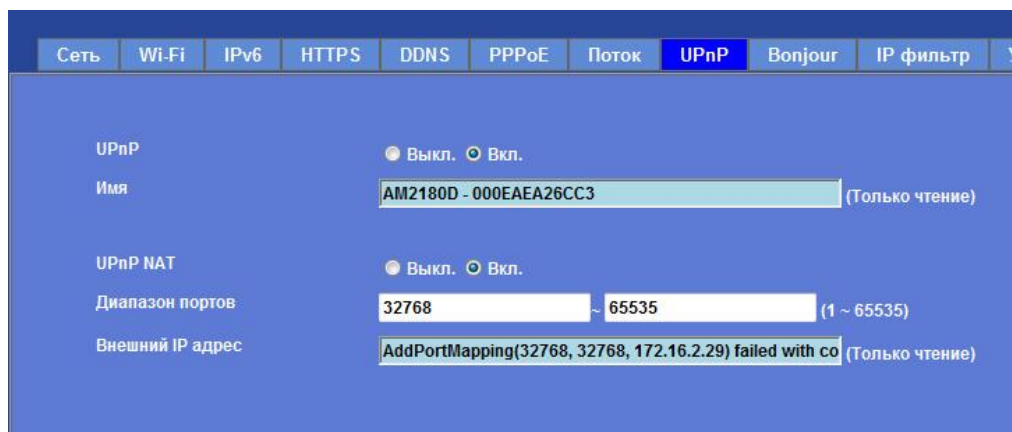 Сеть Wi-Fi IPv6 HTTPS DDNS PPPoE Поток UPnP Bonjour IP фильтр
UPnP Выкл. Вкл.
Имя AM2180D - 000EAEA26CC3 (Только чтение)
UPnP NAT Выкл. Вкл.
Диапазон портов 32768 ~ 65535 (1 ~ 65535)
Внешний IP адрес AddPortMapping(32768, 32768, 172.16.2.29) failed with co (Только чтение)